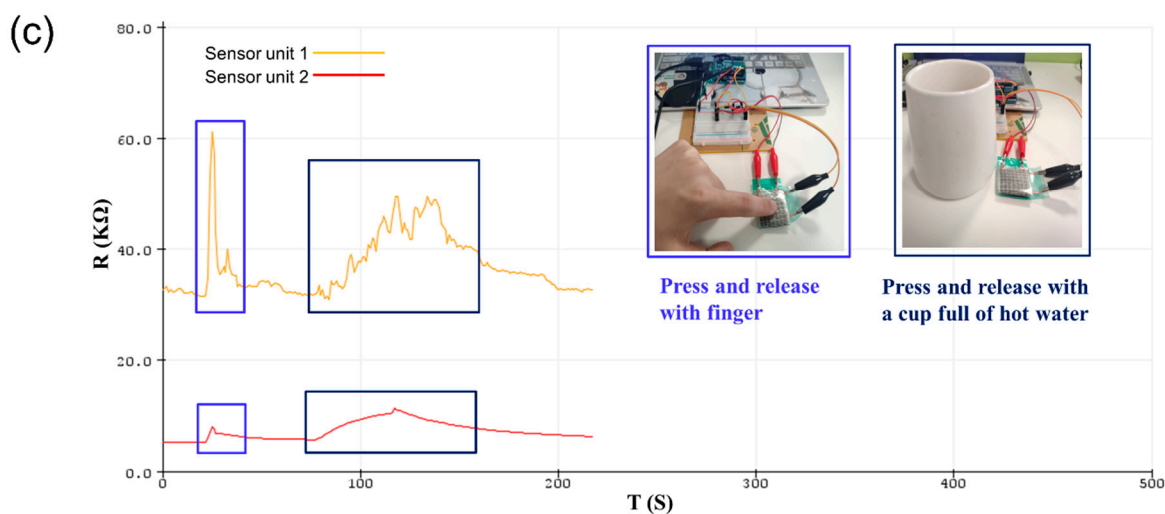 (c)
80.0
60.0
40.0
20.0
0.0
R (KΩ)
Sensor unit 1
Sensor unit 2
Press and release
with finger
Press and release with
a cup full of hot water
0
100
200
300
400
500
T (S)